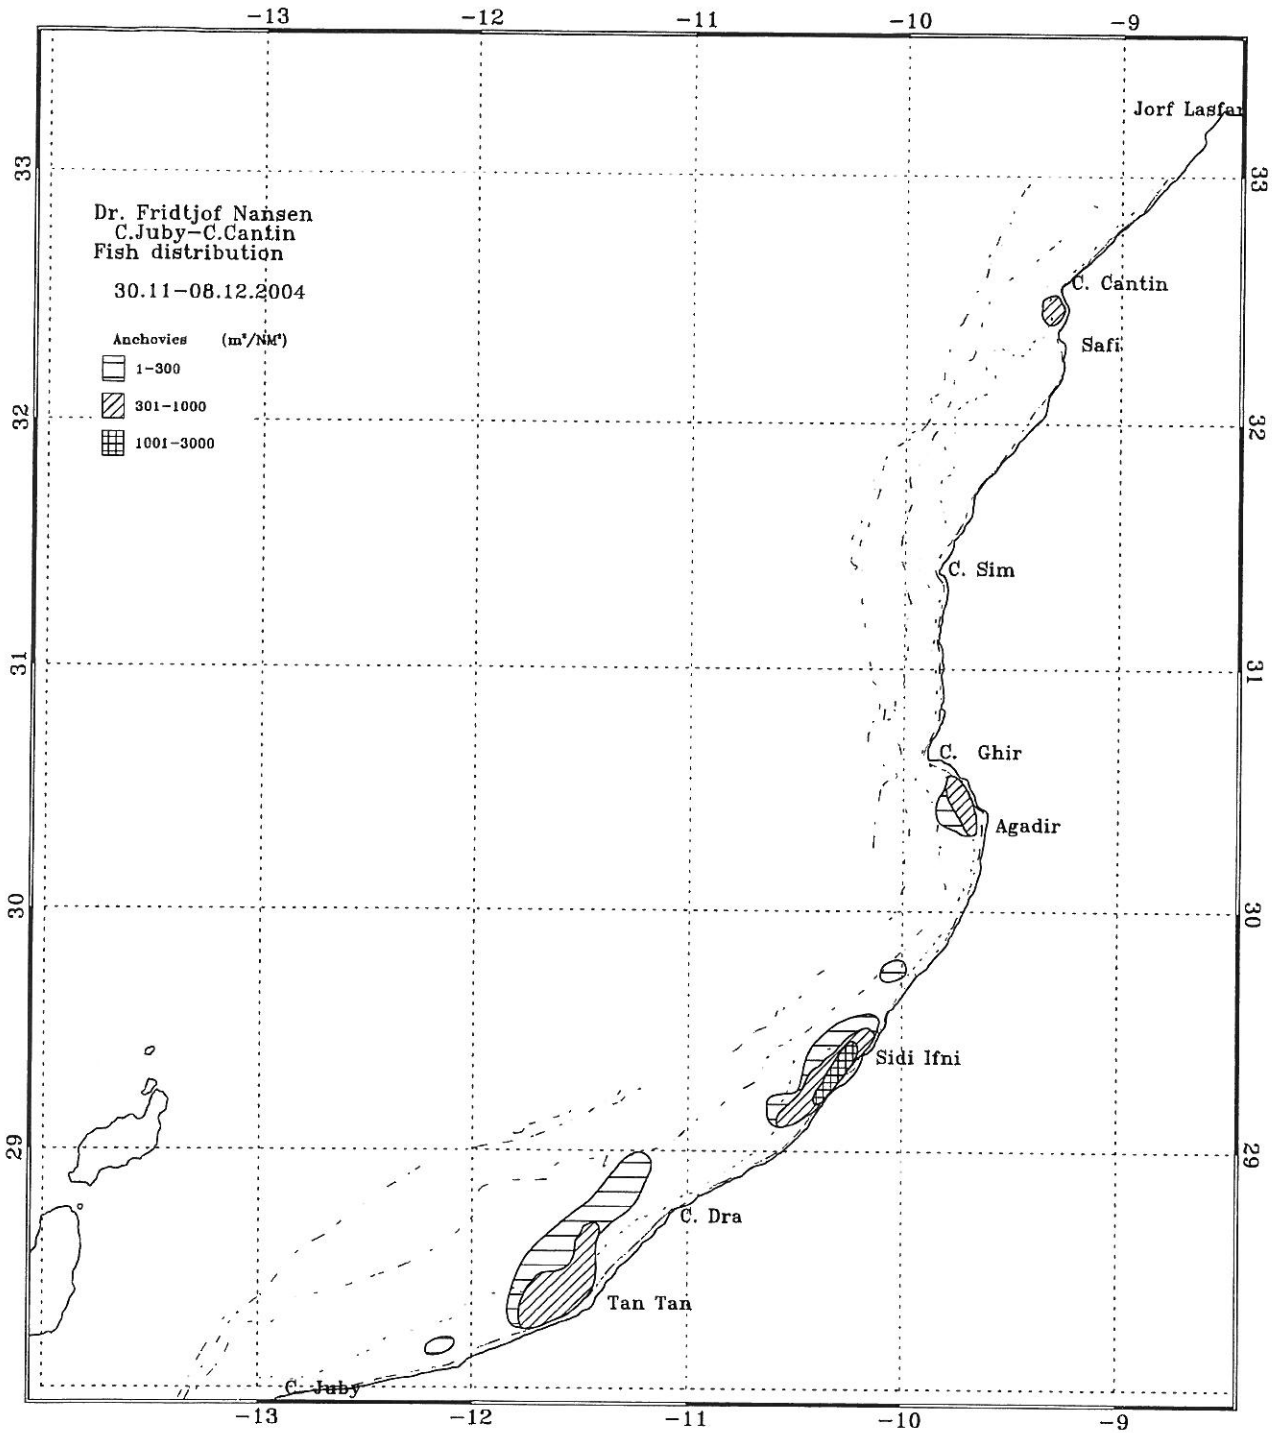 -13 -12 -11 -10 -9
Jorf Lasfar
33 33
Dr. Fridtjof Nansen
C.Juby-C.Cantin
Fish distribution
30.11-08.12.2004
C. Cantin
Anchovies (m²/NM²)
Safi
1-300
301-1000
32 32
1001-3000
C. Sim
31 31
C. Ghir
Agadir
30 30
Sidi Ifni
29 29
C. Dra
Tan Tan
C. Juby
-13 -12 -11 -10 -9